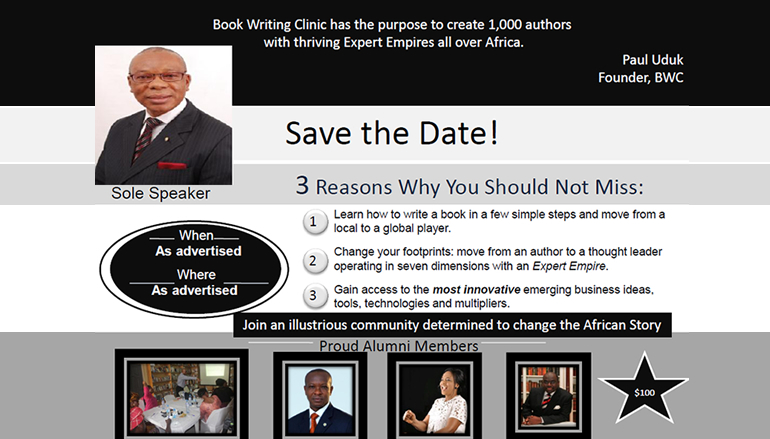 Book Writing Clinic has the purpose to create 1,000 authors
with thriving Expert Empires all over Africa.
Paul Uduk
Founder, BWC
Save the Date!
Sole Speaker
3 Reasons Why You Should Not Miss:
1 Learn how to write a book in a few simple steps and move from a
local to a global player.
When
As advertised
Where
As advertised
2 Change your footprints: move from an author to a thought leader
operating in seven dimensions with an Expert Empire.
3 Gain access to the most innovative emerging business ideas,
tools, technologies and multipliers.
Join an illustrious community determined to change the African Story
Proud Alumni Members
$100